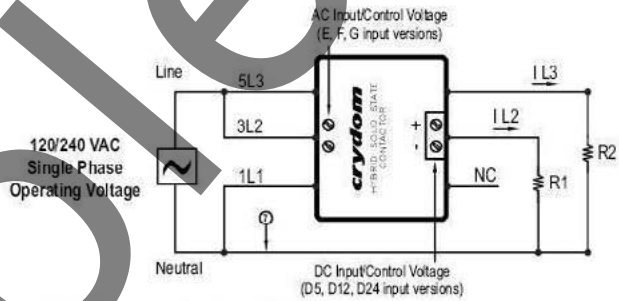 AC Input/Control Voltage
(E, F, G input versions)
Line
5L3
3L2
1L1
120/240 VAC
Single Phase
Operating Voltage
crydom
HYBRID SOLID STATE
CONTACTOR
+
-
I L3
I L2
NC
R1
R2
7
Neutral
DC Input/Control Voltage
(D5, D12, D24 input versions)